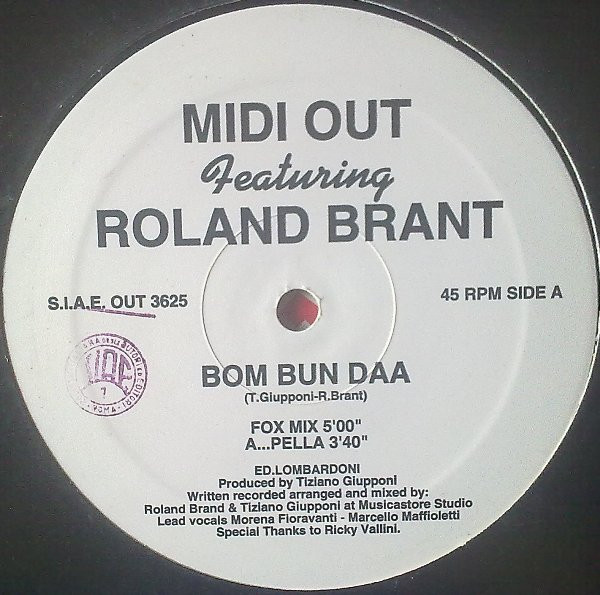 MIDI OUT
Featuring
ROLAND BRANT
S.I.A.E. OUT 3625
45 RPM SIDE A
BOM BUN DAA
(T.Giupponi-R.Brant)
FOX MIX 5'00"
A...PELLA 3'40"
ED.LOMBARDONI
Produced by Tiziano Giupponi
Written recorded arranged and mixed by:
Roland Brand & Tiziano Giupponi at Musicastore Studio
Lead vocals Morena Fioravanti - Marcello Maffioletti
Special Thanks to Ricky Vallini.